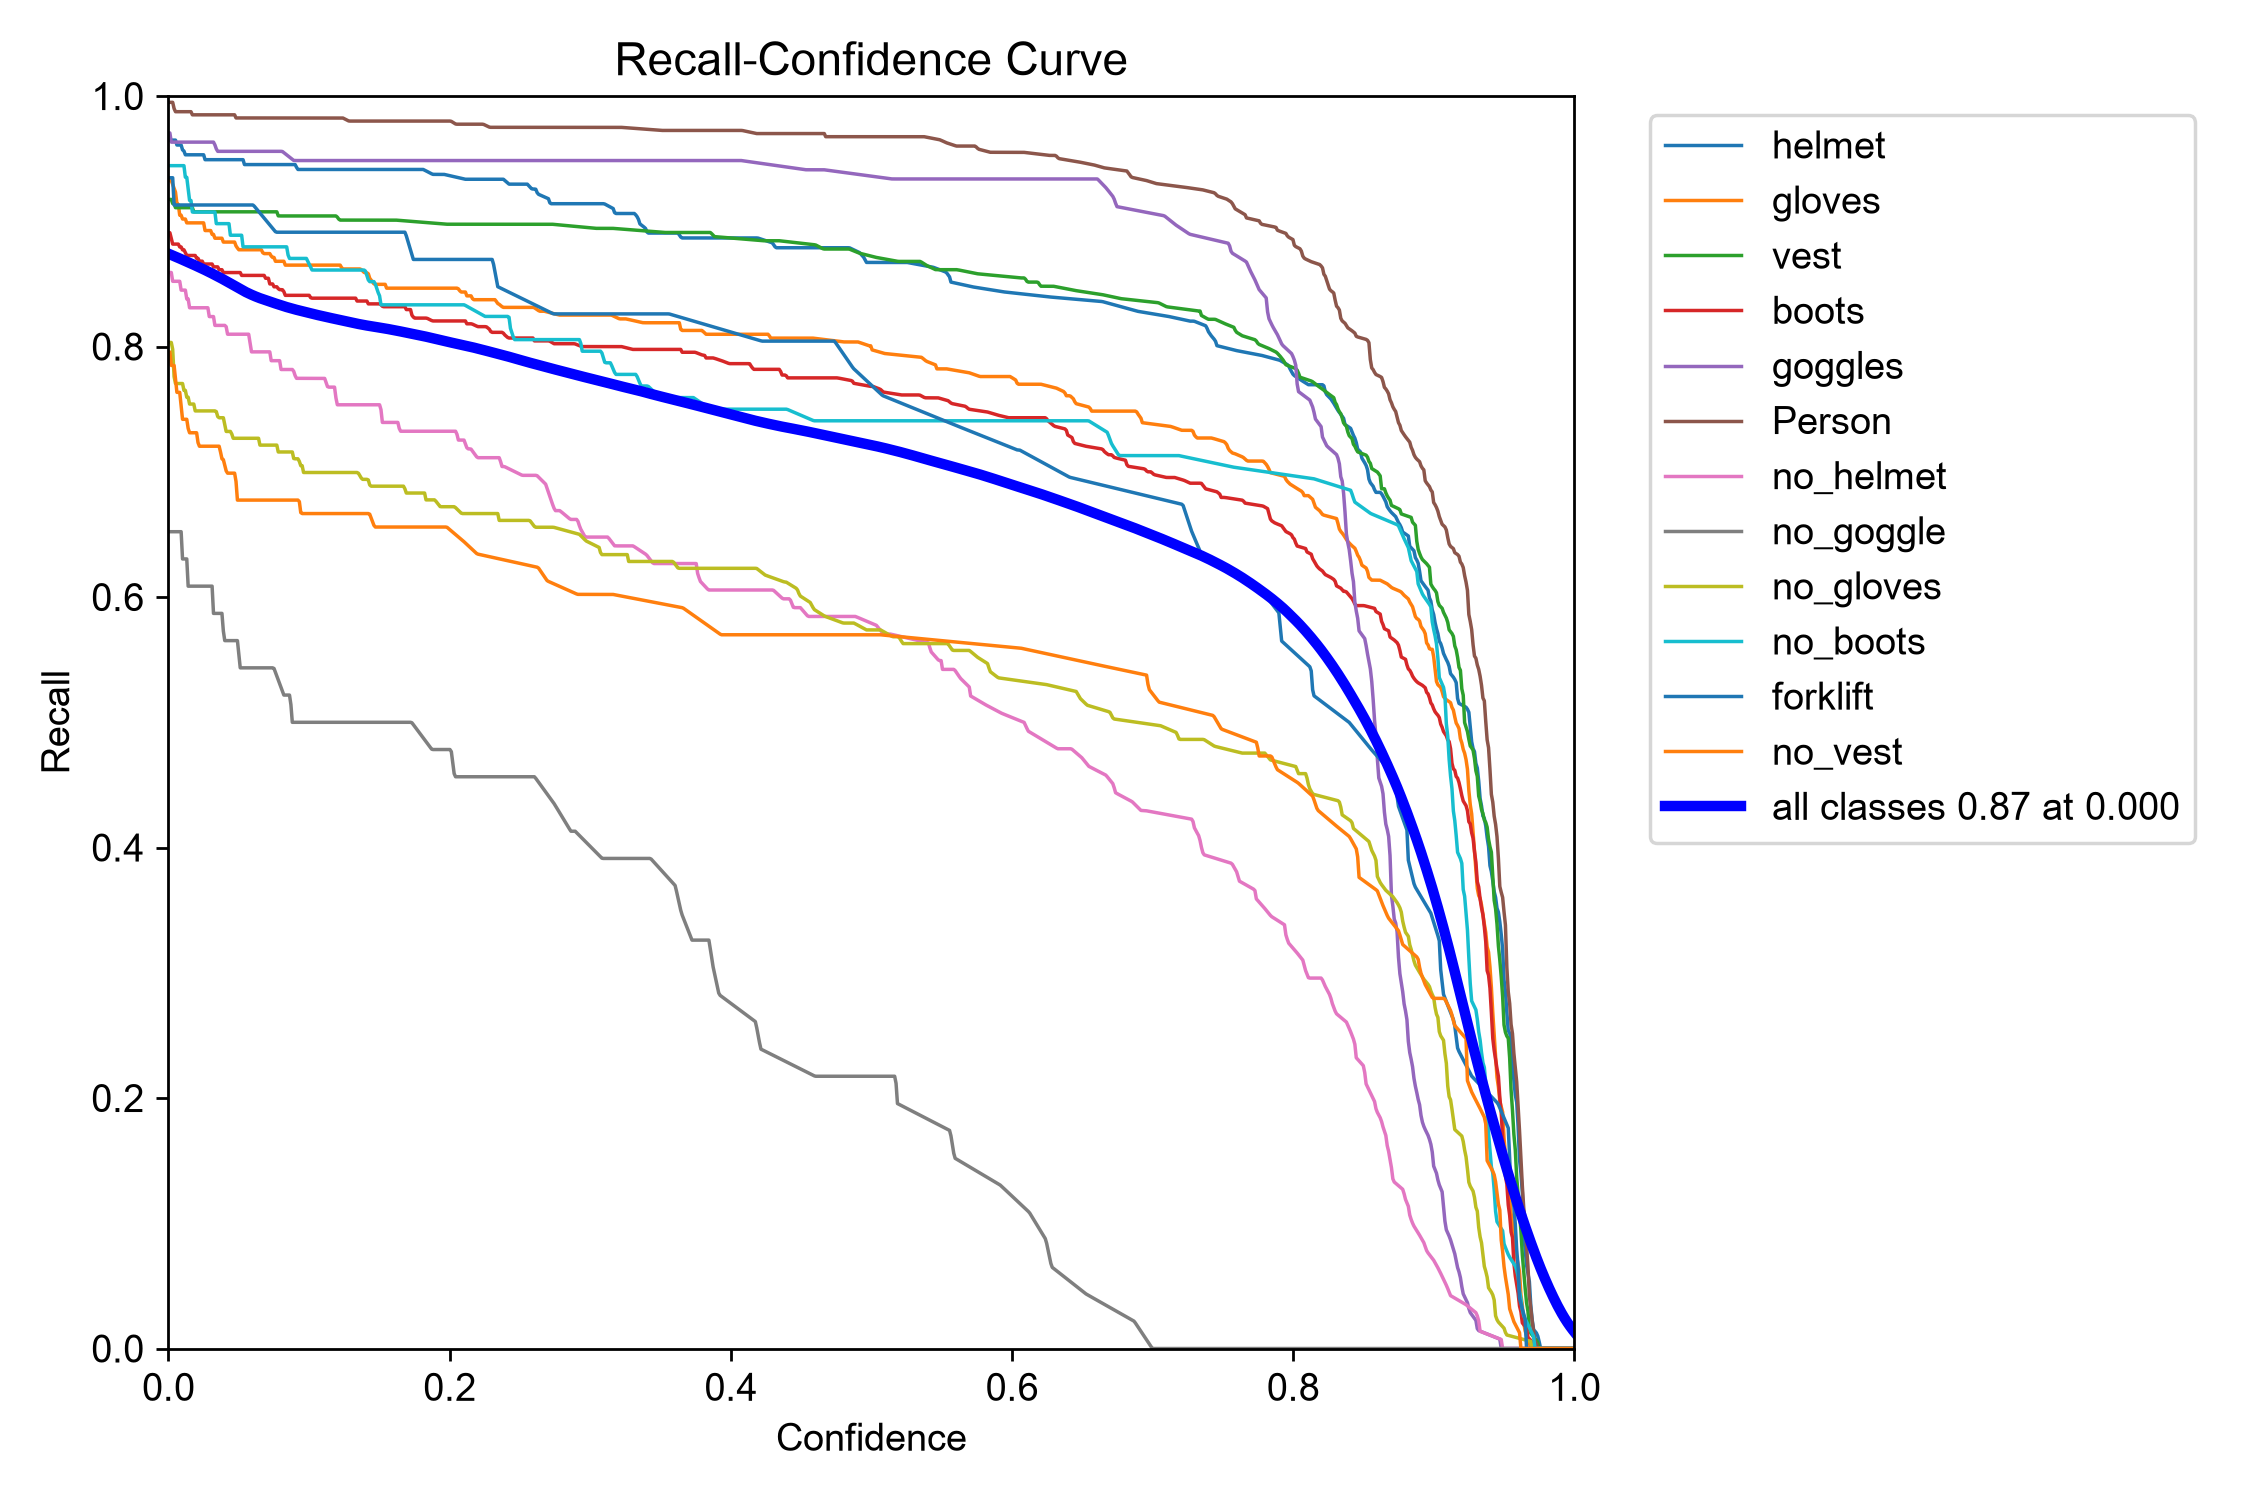 Recall-Confidence Curve
1.0
0.8
0.6
0.4
0.2
0.0
Recall
0.0 0.2 0.4 0.6 0.8 1.0
Confidence
helmet
gloves
vest
boots
goggles
Person
no_helmet
no_goggle
no_gloves
no_boots
forklift
no_vest
all classes 0.87 at 0.000